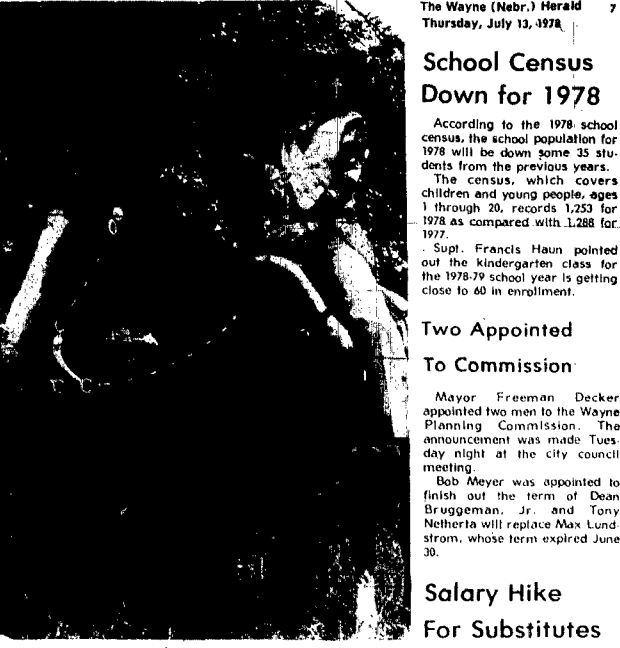 The Wayne (Nebr.) Herald 7
Thursday, July 13, 1978
School Census
Down for 1978
According to the 1978 school
census, the school population for
1978 will be down some 35 stu-
dents from the previous years.
The census, which covers
children and young people, ages
1 through 20, records 1,253 for
1978 as compared with 1,288 for
1977.
Supt. Francis Haun pointed
out the kindergarten class for
the 1978-79 school year is getting
close to 60 in enrollment.
Two Appointed
To Commission
Mayor Freeman Decker
appointed two men to the Wayne
Planning Commission. The
announcement was made Tues-
day night at the city council
meeting.
Bob Meyer was appointed to
finish out the term of Dean
Bruggeman, Jr. and Tony
Netherta will replace Max Lund-
strom, whose term expired June
30.
Salary Hike
For Substitutes